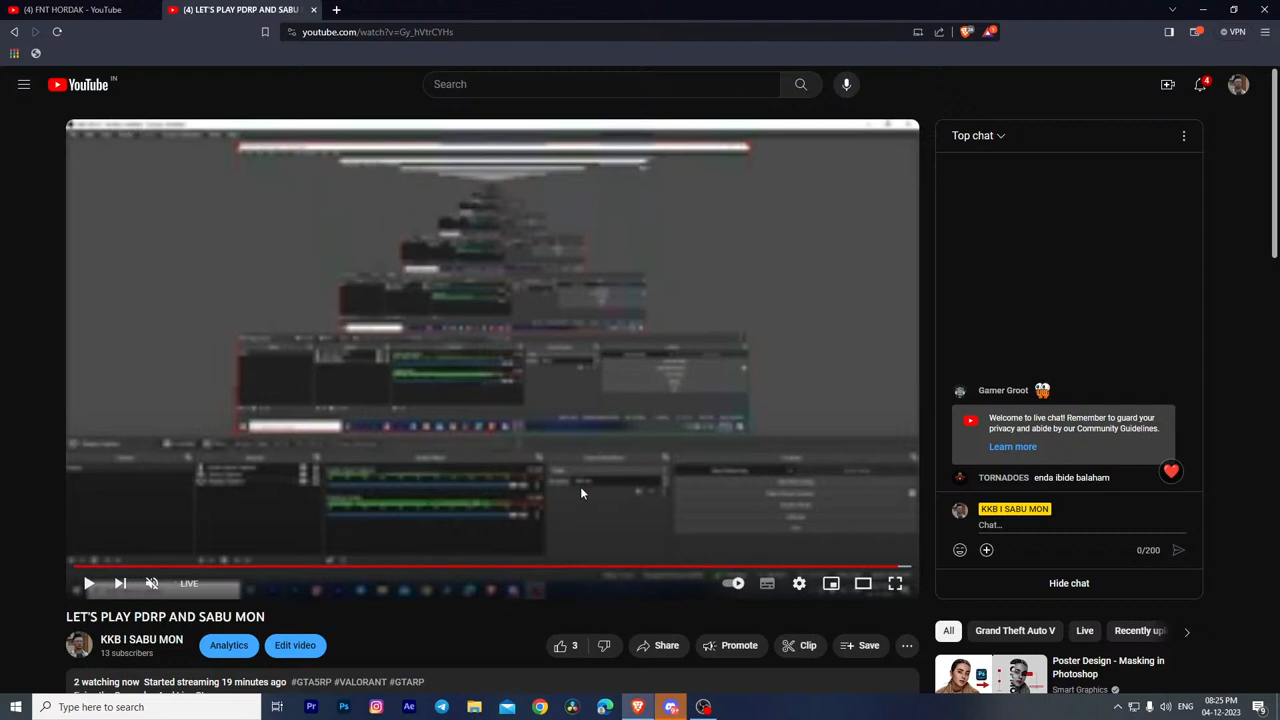 (4) FNT HORDAK - YouTube
(4) LET'S PLAY PDRP AND SABU
youtube.com/watch?v=Gy_hVtrCYHs
VPN
YouTube IN
Search
4
Top chat
Gamer Groot
Welcome to live chat! Remember to guard your
privacy and abide by our Community Guidelines.
Learn more
TORNADOES enda ibide balaham
KKB I SABU MON
Chat...
0/200
Hide chat
LIVE
LET'S PLAY PDRP AND SABU MON
KKB I SABU MON
13 subscribers
Analytics
Edit video
3
Share
Promote
Clip
Save
2 watching now Started streaming 19 minutes ago #GTA5RP #VALORANT #GTARP
All
Grand Theft Auto V
Live
Recently upl
Poster Design - Masking in
Photoshop
Smart Graphics
Type here to search
ENG
08:25 PM
04-12-2023